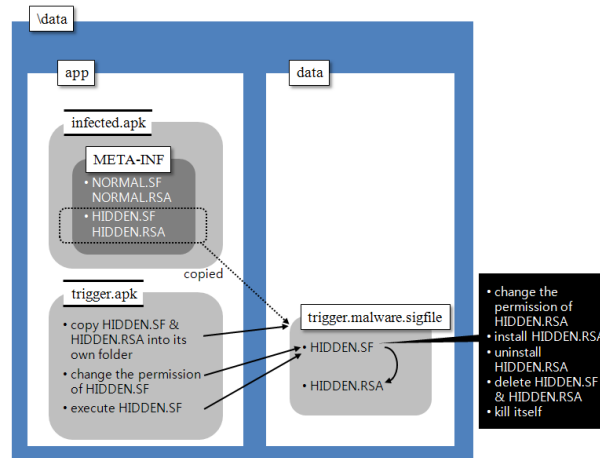 \data
app
data
infected.apk
META-INF
• NORMAL.SF
NORMAL.RSA
• HIDDEN.SF
HIDDEN.RSA
copied
trigger.apk
• copy HIDDEN.SF &
HIDDEN.RSA into its
own folder
• change the permission
of HIDDEN.SF
• execute HIDDEN.SF
trigger.malware.sigfile
• HIDDEN.SF
• HIDDEN.RSA
• change the
permission of
HIDDEN.RSA
• install HIDDEN.RSA
• uninstall
HIDDEN.RSA
• delete HIDDEN.SF
& HIDDEN.RSA
• kill itself